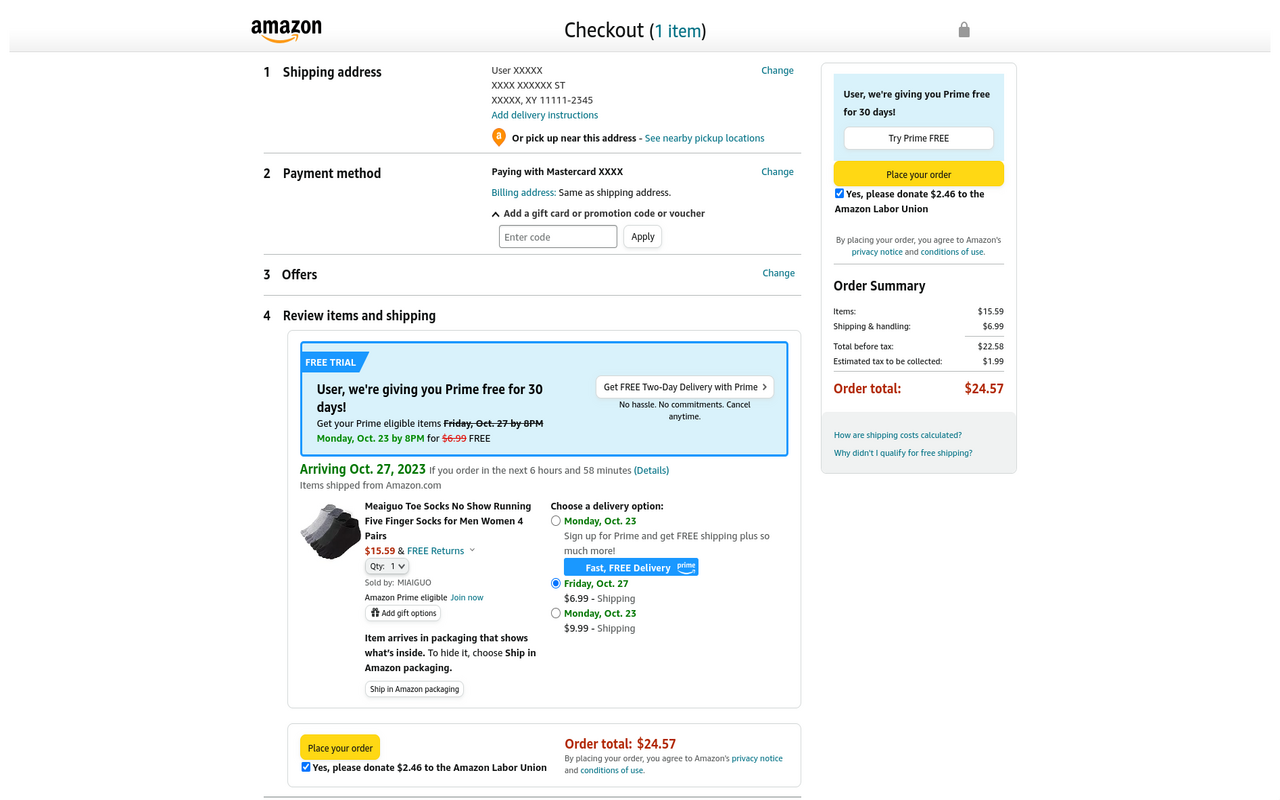 amazon
Checkout (1 item)
1 Shipping address
User XXXXX
XXXX XXXXXX ST
XXXXX, XY 11111-2345
Add delivery instructions
Change
a
Or pick up near this address - See nearby pickup locations
2 Payment method
Paying with Mastercard XXXX
Change
Billing address: Same as shipping address.
Add a gift card or promotion code or voucher
Enter code
Apply
3 Offers
Change
4 Review items and shipping
FREE TRIAL
User, we're giving you Prime free for 30
days!
Get your Prime eligible items Friday, Oct. 27 by 8PM
Monday, Oct. 23 by 8PM for $6.99 FREE
Get FREE Two-Day Delivery with Prime
No hassle. No commitments. Cancel
anytime.
Arriving Oct. 27, 2023 If you order in the next 6 hours and 58 minutes (Details)
Items shipped from Amazon.com
Meaiguo Toe Socks No Show Running
Five Finger Socks for Men Women 4
Pairs
$15.59 & FREE Returns
Qty: 1
Sold by: MIAIGUO
Amazon Prime eligible Join now
Add gift options
Item arrives in packaging that shows
what's inside. To hide it, choose Ship in
Amazon packaging.
Ship in Amazon packaging
Choose a delivery option:
Monday, Oct. 23
Sign up for Prime and get FREE shipping plus so
much more!
Fast, FREE Delivery prime
Friday, Oct. 27
$6.99 - Shipping
Monday, Oct. 23
$9.99 - Shipping
Place your order
Yes, please donate $2.46 to the Amazon Labor Union
Order total: $24.57
By placing your order, you agree to Amazon's privacy notice
and conditions of use.
User, we're giving you Prime free
for 30 days!
Try Prime FREE
Place your order
Yes, please donate $2.46 to the
Amazon Labor Union
By placing your order, you agree to Amazon's
privacy notice and conditions of use.
Order Summary
Items: $15.59
Shipping & handling: $6.99
Total before tax: $22.58
Estimated tax to be collected: $1.99
Order total: $24.57
How are shipping costs calculated?
Why didn't I qualify for free shipping?